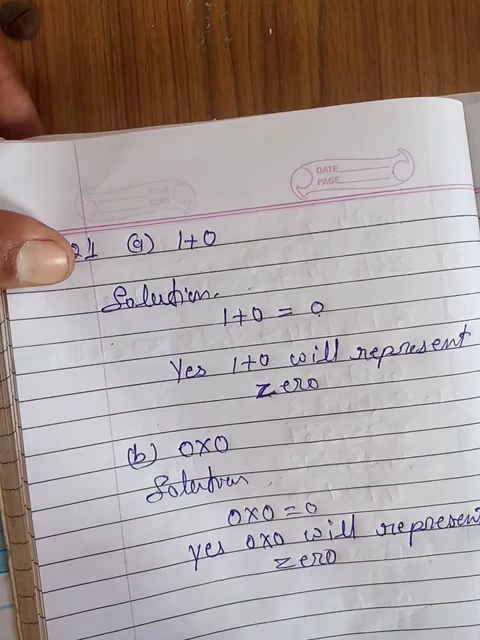 DATE
PAGE
21 (a) 1+0
Solution.
1+0 = 0
Yes 1+0 will represent
zero
(b) 0x0
Solution.
0x0 = 0
yes 0x0 will represent
zero